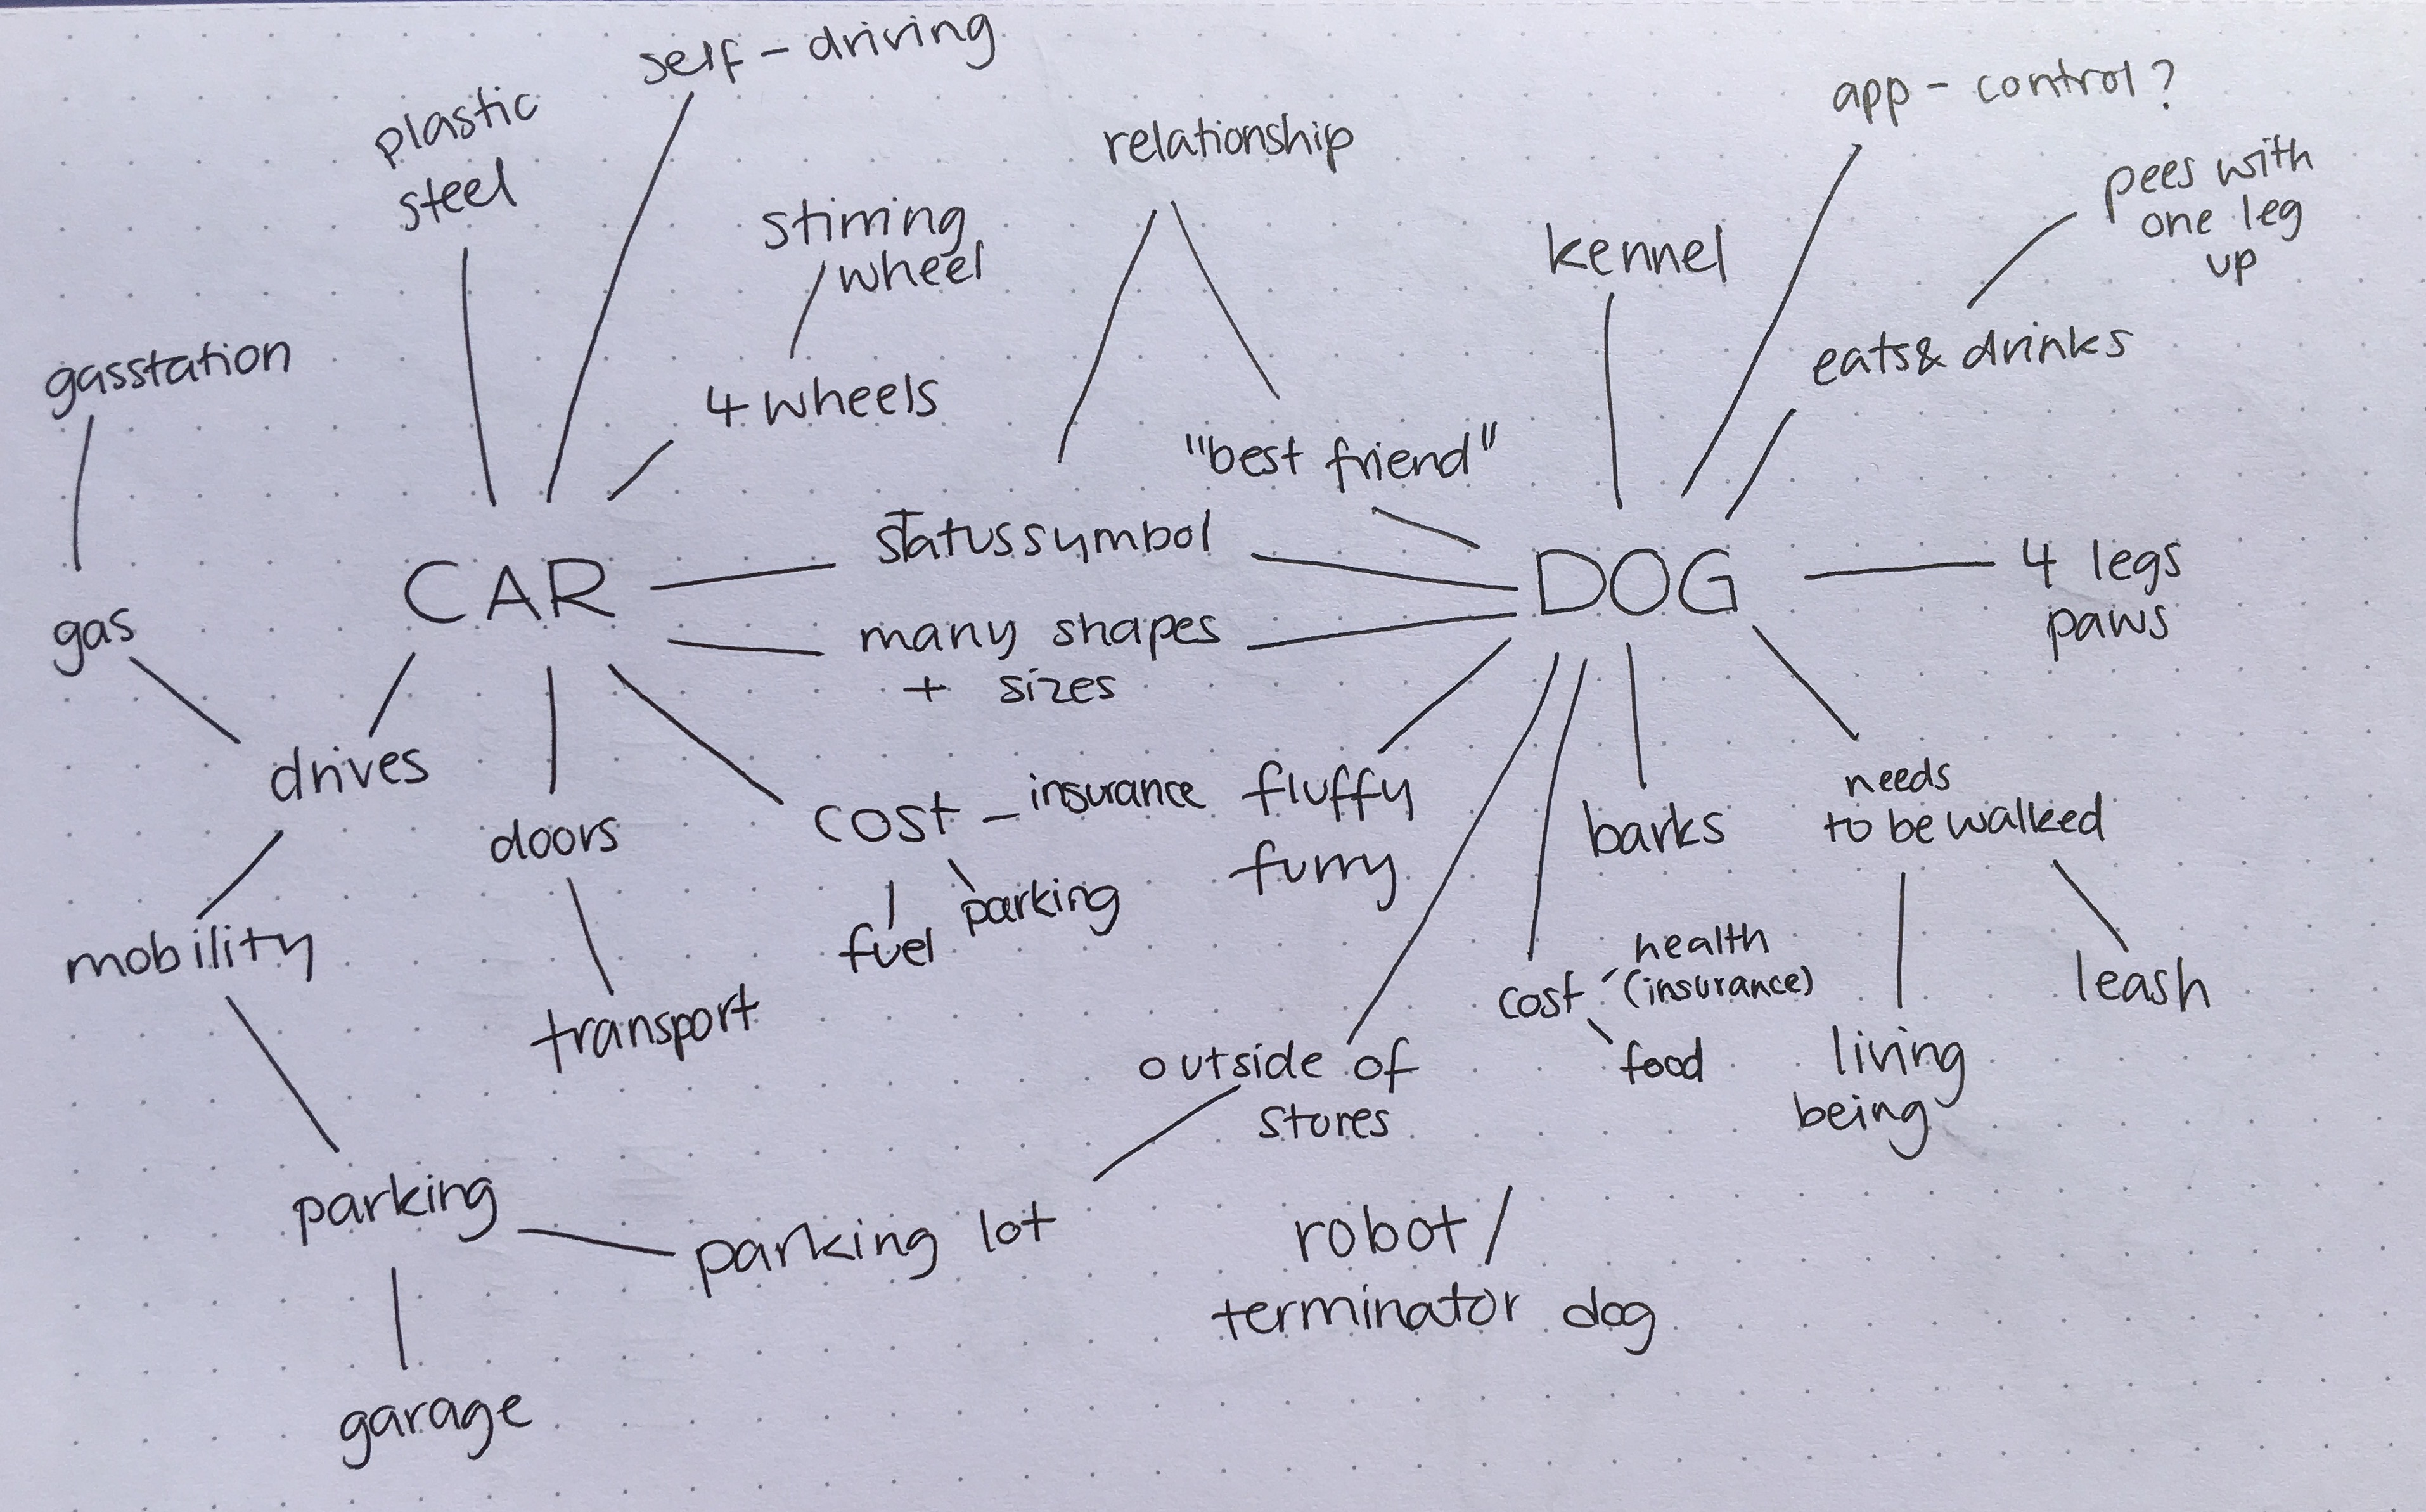 self - driving
plastic
steel
app - control?
relationship
pees with
one leg
up
stirring
wheel
kennel
gasstation
eats & drinks
4 wheels
"best friend"
statussymbol
CAR
DOG
4 legs
paws
gas
many shapes
+ sizes
drives
doors
cost - insurance
fuel
parking
fluffy
furry
barks
needs
to be walked
mobility
transport
cost
health
(insurance)
food
leash
living
being
outside of
stores
parking
parking lot
robot /
terminator dog
garage